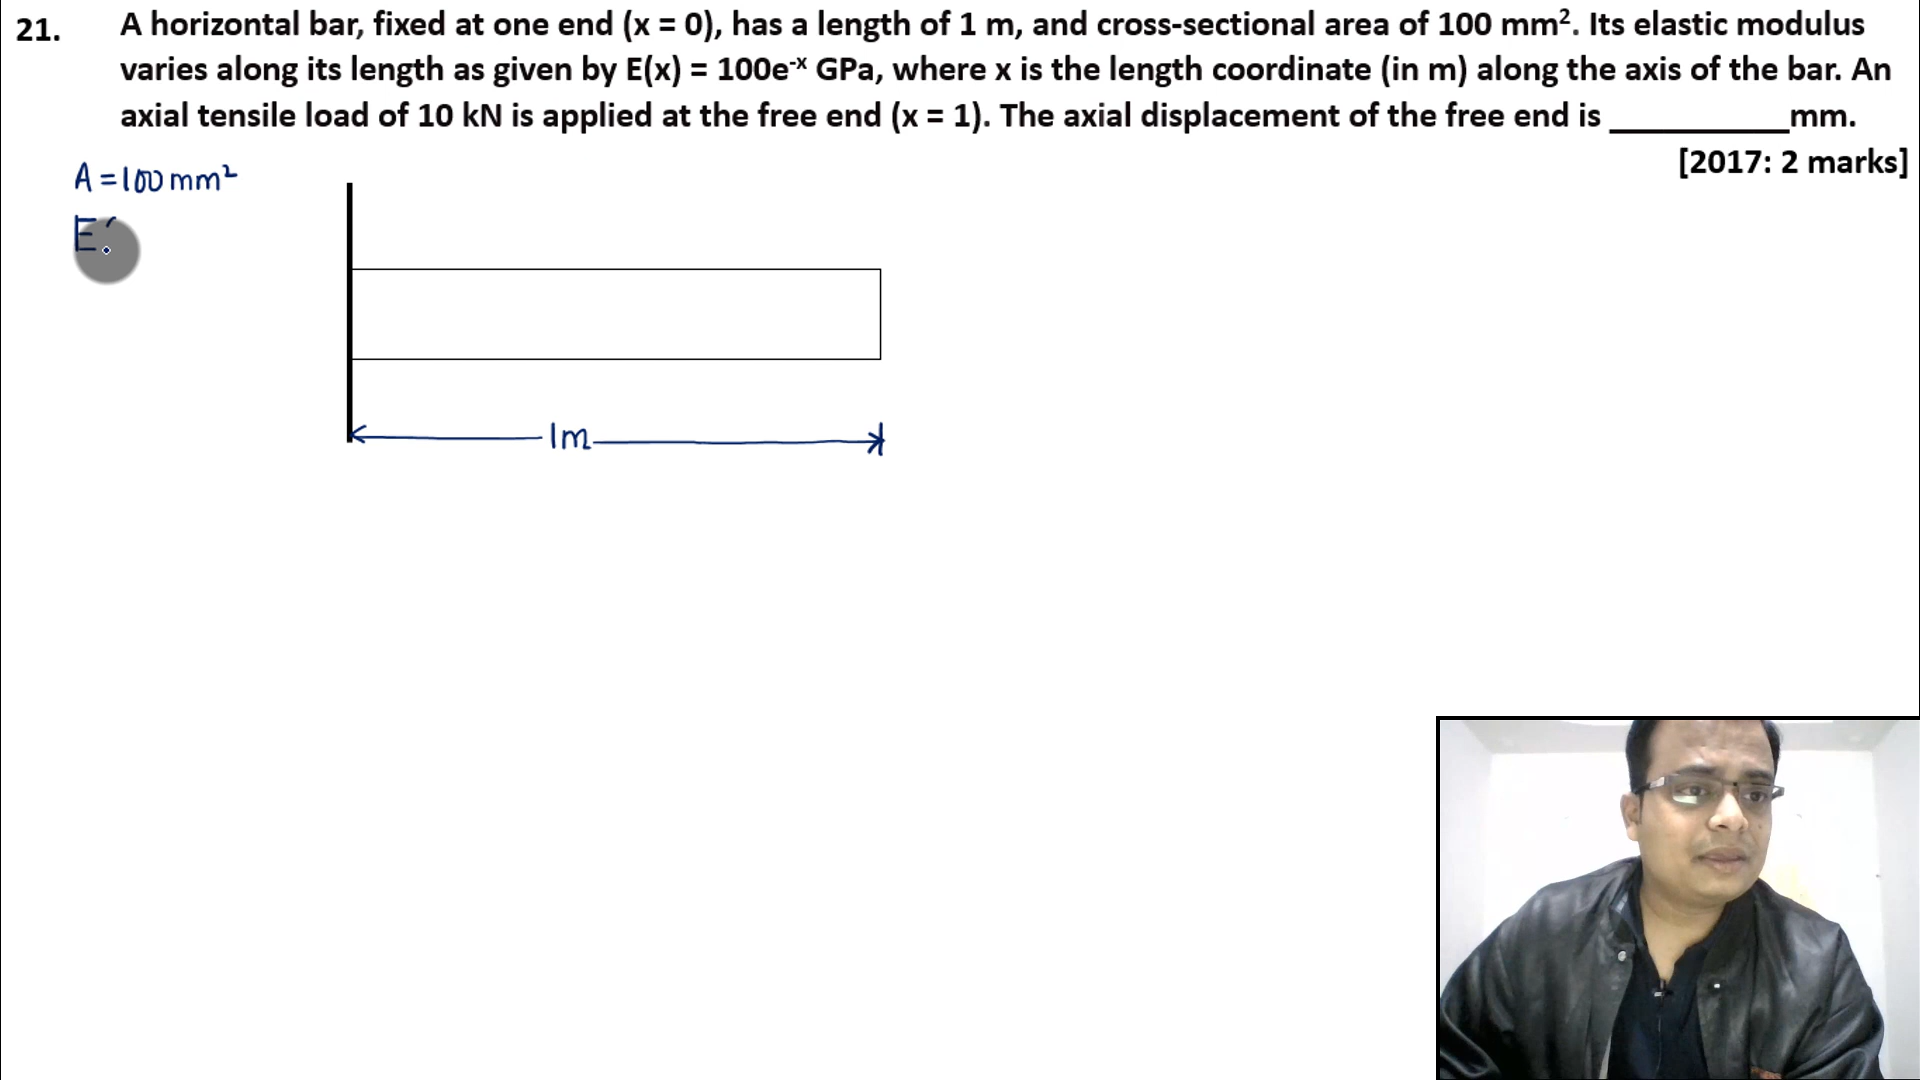 21. A horizontal bar, fixed at one end (x = 0), has a length of 1 m, and cross-sectional area of 100 mm². Its elastic modulus
varies along its length as given by E(x) = 100e⁻ˣ GPa, where x is the length coordinate (in m) along the axis of the bar. An
axial tensile load of 10 kN is applied at the free end (x = 1). The axial displacement of the free end is __________mm.
[2017: 2 marks]
A = 100 mm²
E
1m